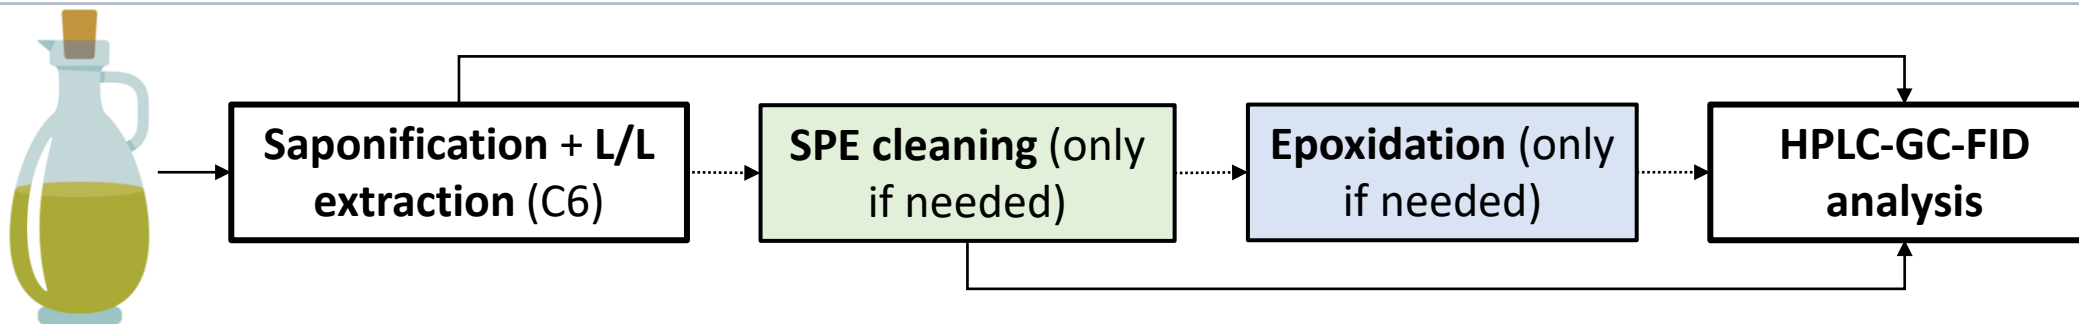 Saponification + L/L
extraction (C6)
SPE cleaning (only
if needed)
Epoxidation (only
if needed)
HPLC-GC-FID
analysis